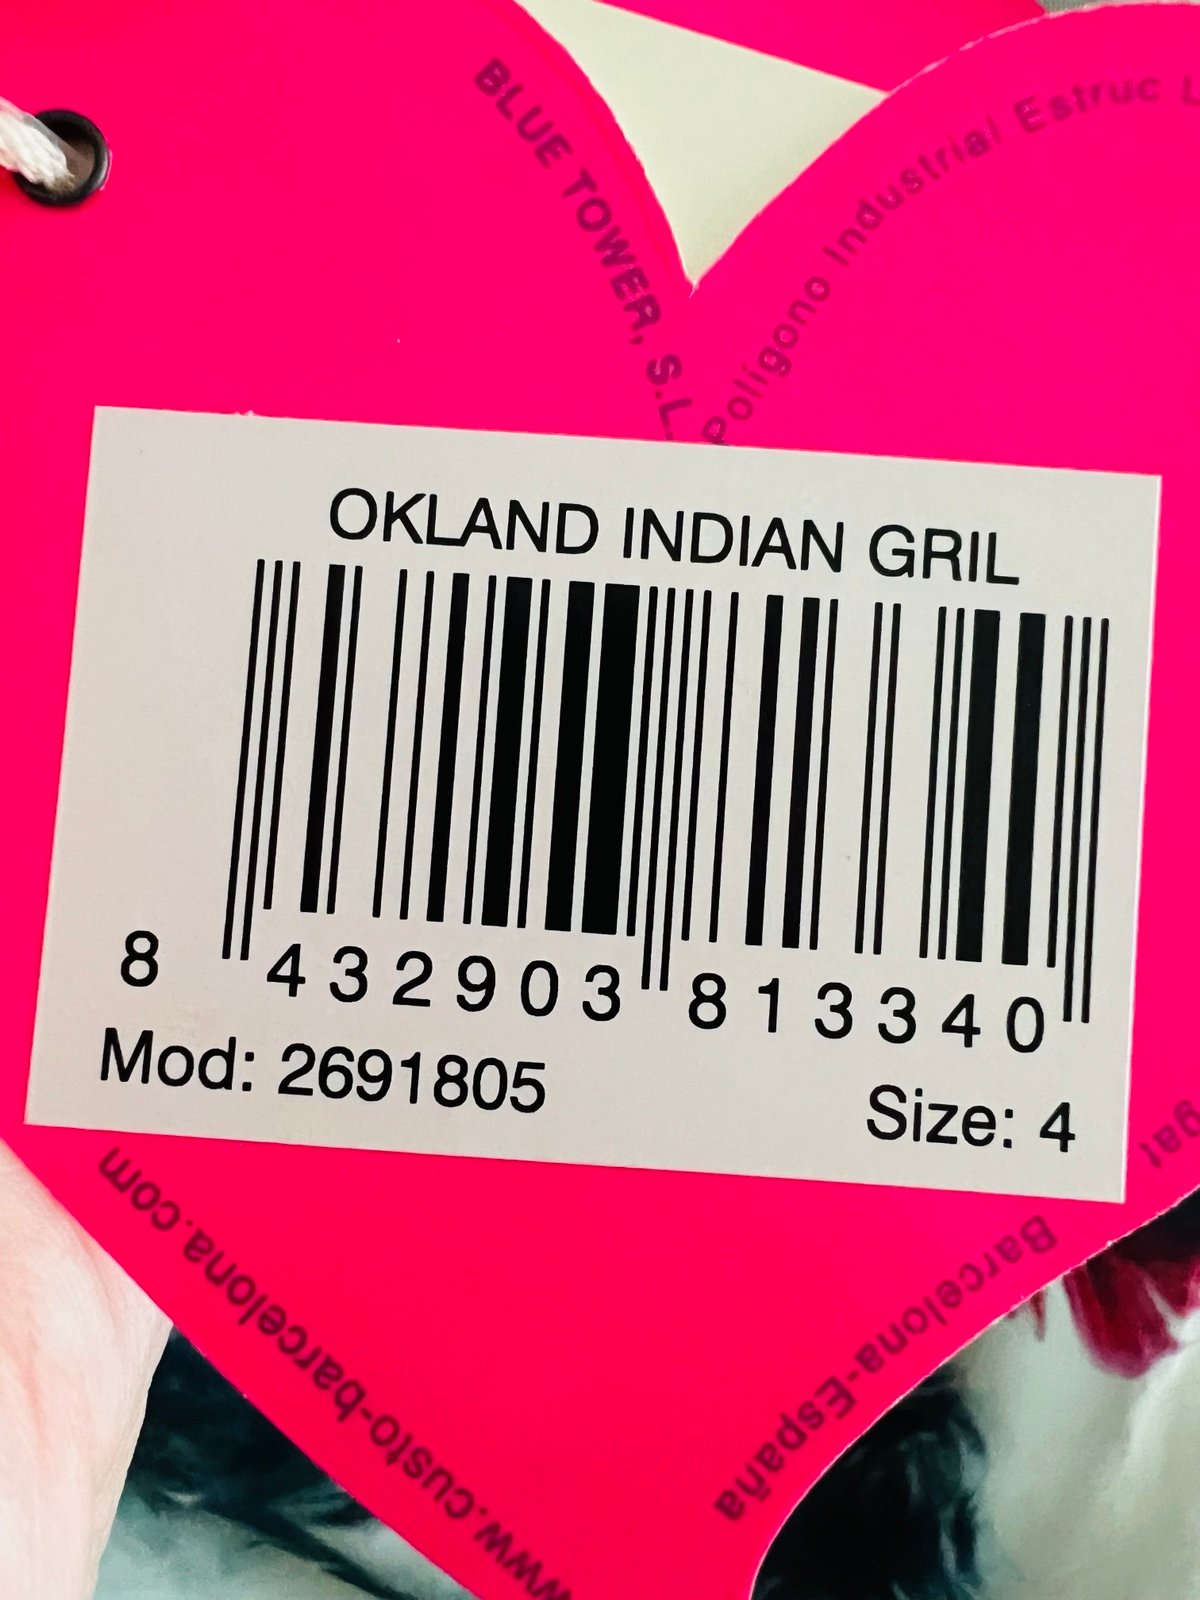 BLUE TOWER, S.L.
Polígono Industrial Estruc
OKLAND INDIAN GRIL
8 432903 813340
Mod: 2691805
Size: 4
www.custo-barcelona.com
Barcelona-España